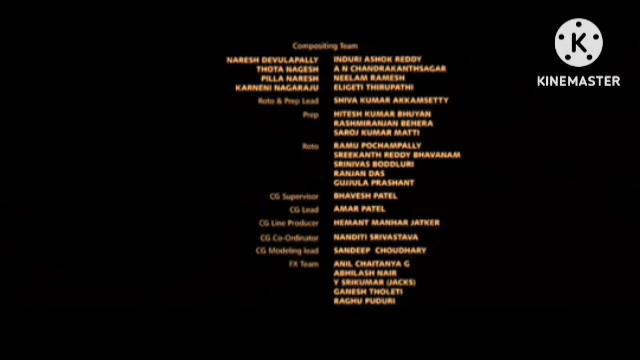 Compositing Team
NARESH DEVULAPALLY INDURI ASHOK REDDY
THOTA NAGESH A N CHANDRAKANTHSAGAR
PILLA NARESH NEELAM RAMESH
KARNENI NAGARAJU ELIGETI THIRUPATHI
Roto & Prep Lead SHIVA KUMAR AKKAMSETTY
Prep HITESH KUMAR BHUYAN
RASHMIRANJAN BEHERA
SAROJ KUMAR MATTI
Roto RAMU POCHAMPALLY
SREEKANTH REDDY BHAVANAM
SRINIVAS BODDLURI
RANJAN DAS
GUJJULA PRASHANT
CG Supervisor BHAVESH PATEL
CG Lead AMAR PATEL
CG Line Producer HEMANT MANHAR JATKER
CG Co-Ordinator NANDITI SRIVASTAVA
CG Modeling lead SANDEEP CHOUDHARY
FX Team ANIL CHAITANYA G
ABHILASH NAIR
Y SRIKUMAR (JACKS)
GANESH THOLETI
RAGHU PUDURI
K
KINEMASTER